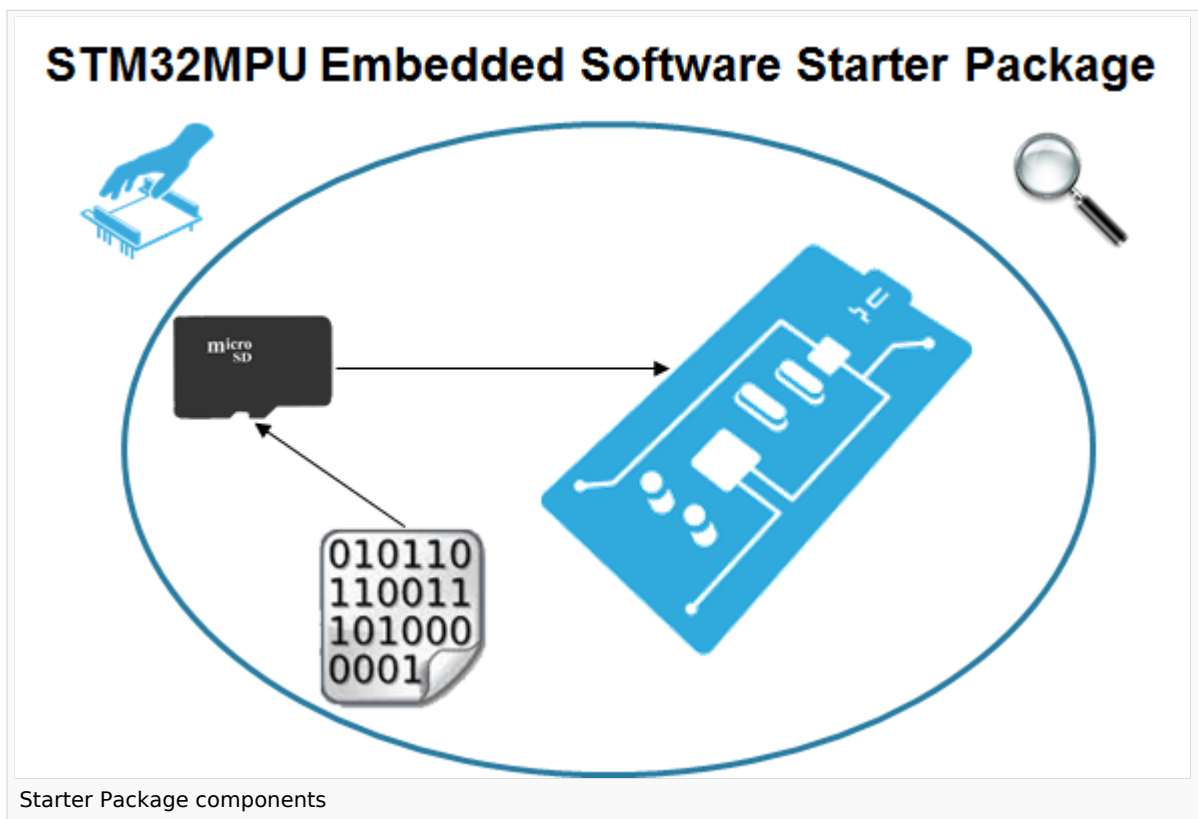 STM32MPU Embedded Software Starter Package
micro
SD
010110
110011
101000
0001
Starter Package components